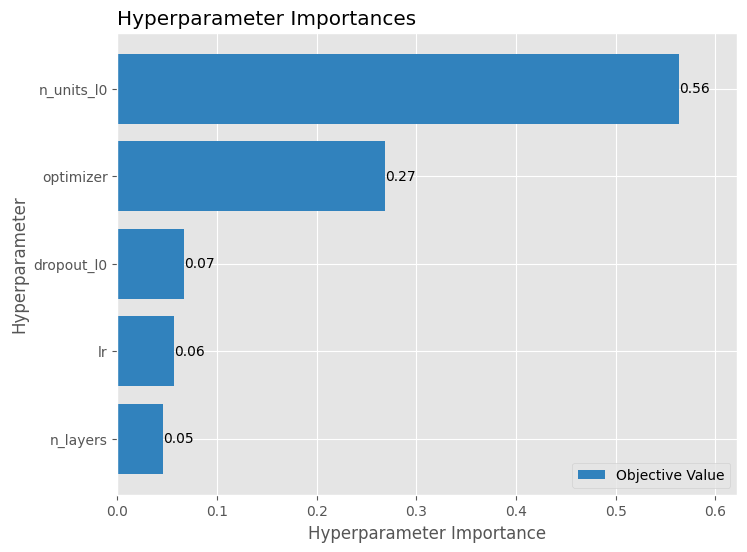 Hyperparameter Importances
Hyperparameter
n_units_l0
0.56
optimizer
0.27
dropout_l0
0.07
lr
0.06
n_layers
0.05
Objective Value
0.0 0.1 0.2 0.3 0.4 0.5 0.6
Hyperparameter Importance